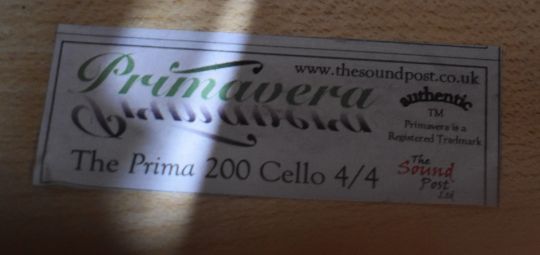 Primavera
www.thesoundpost.co.uk
authentic
TM
Primavera is a
Registered Tradmark
The Prima 200 Cello 4/4
The
Sound
Post
Ltd